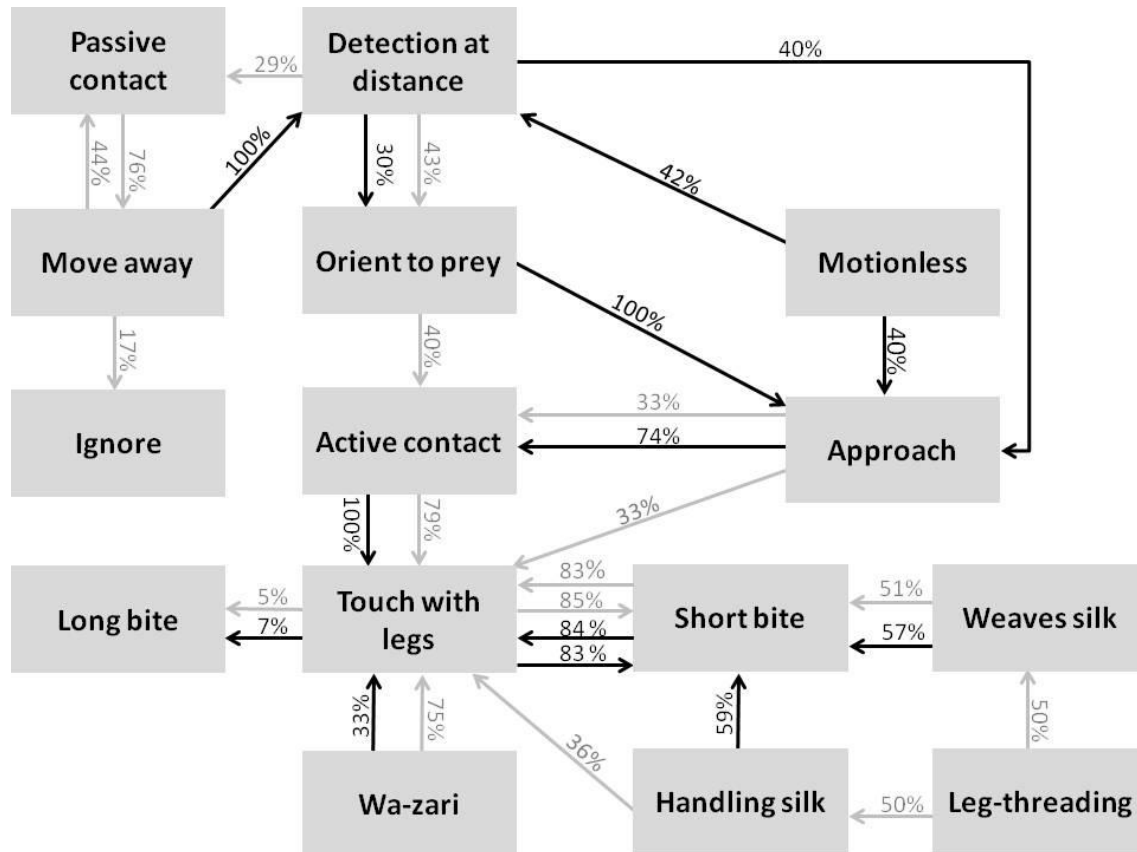 Passive
contact
29%
Detection at
distance
40%
44%
76%
100%
30%
43%
42%
Move away
Orient to prey
Motionless
17%
40%
100%
40%
Ignore
Active contact
33%
74%
Approach
100%
79%
33%
Long bite
5%
7%
Touch with
legs
83%
85%
84%
83%
Short bite
51%
57%
Weaves silk
33%
75%
36%
59%
50%
Wa-zari
Handling silk
50%
Leg-threading